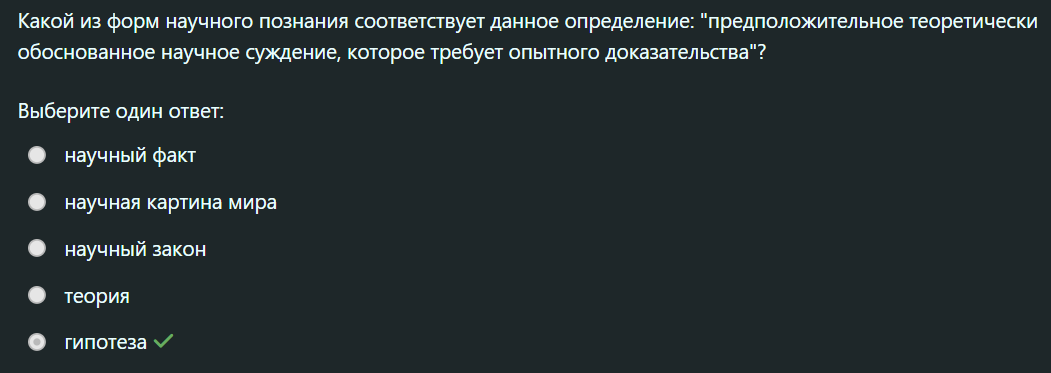 Какой из форм научного познания соответствует данное определение: "предположительное теоретически
обоснованное научное суждение, которое требует опытного доказательства"?
Выберите один ответ:
научный факт
научная картина мира
научный закон
теория
гипотеза